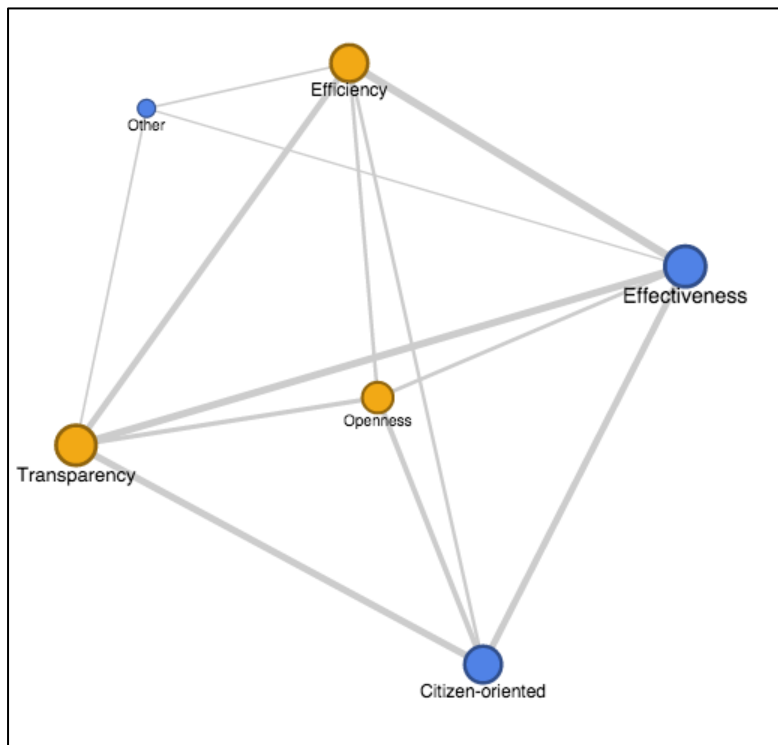 Efficiency
Other
Effectiveness
Openness
Transparency
Citizen-oriented